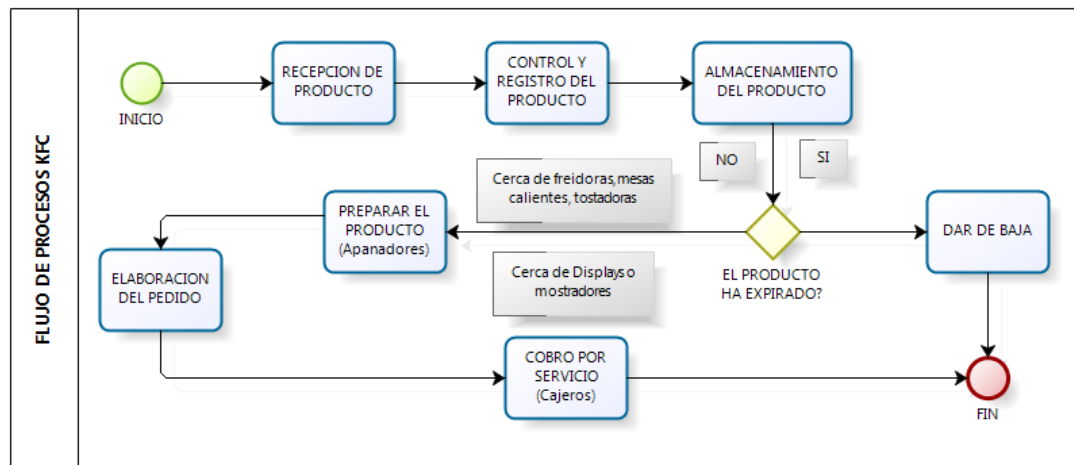 FLUJO DE PROCESOS KFC
INICIO
RECEPCION DE
PRODUCTO
CONTROL Y
REGISTRO DEL
PRODUCTO
ALMACENAMIENTO
DEL PRODUCTO
NO
SI
Cerca de freidoras,mesas
calientes, tostadoras
PREPARAR EL
PRODUCTO
(Apanadores)
DAR DE BAJA
ELABORACION
DEL PEDIDO
Cerca de Displays o
mostradores
EL PRODUCTO
HA EXPIRADO?
COBRO POR
SERVICIO
(Cajeros)
FIN